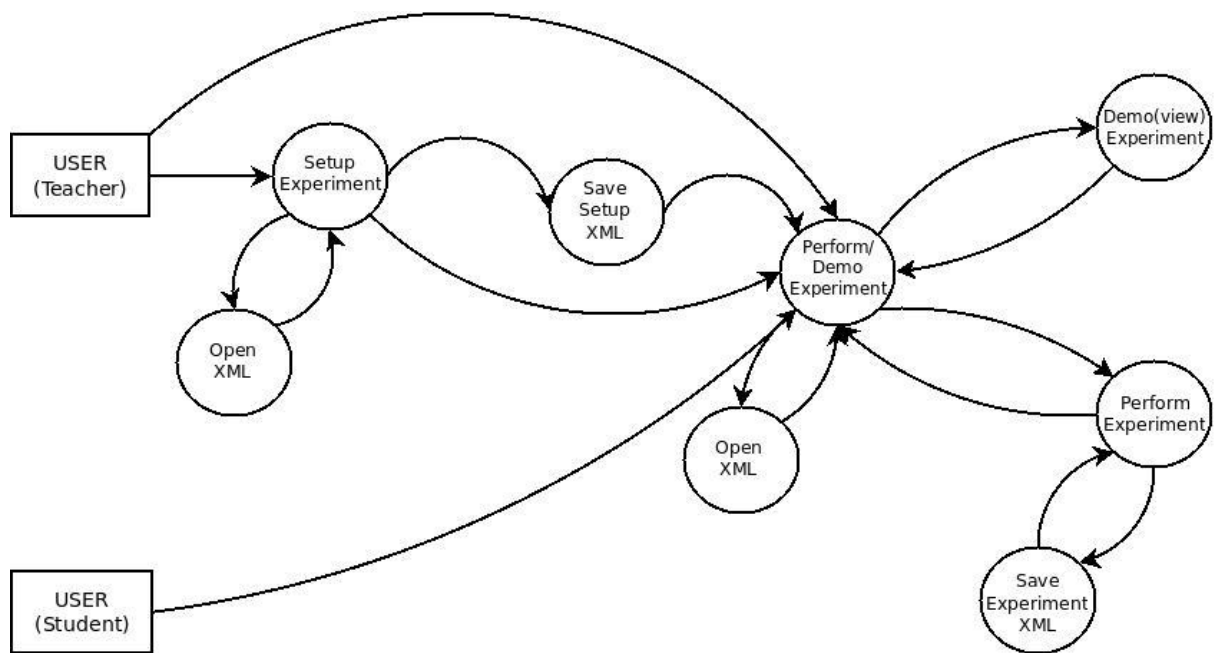 Demo(view)
Experiment
USER
(Teacher)
Setup
Experiment
Save
Setup
XML
Perform/
Demo
Experiment
Open
XML
Perform
Experiment
Open
XML
USER
(Student)
Save
Experiment
XML